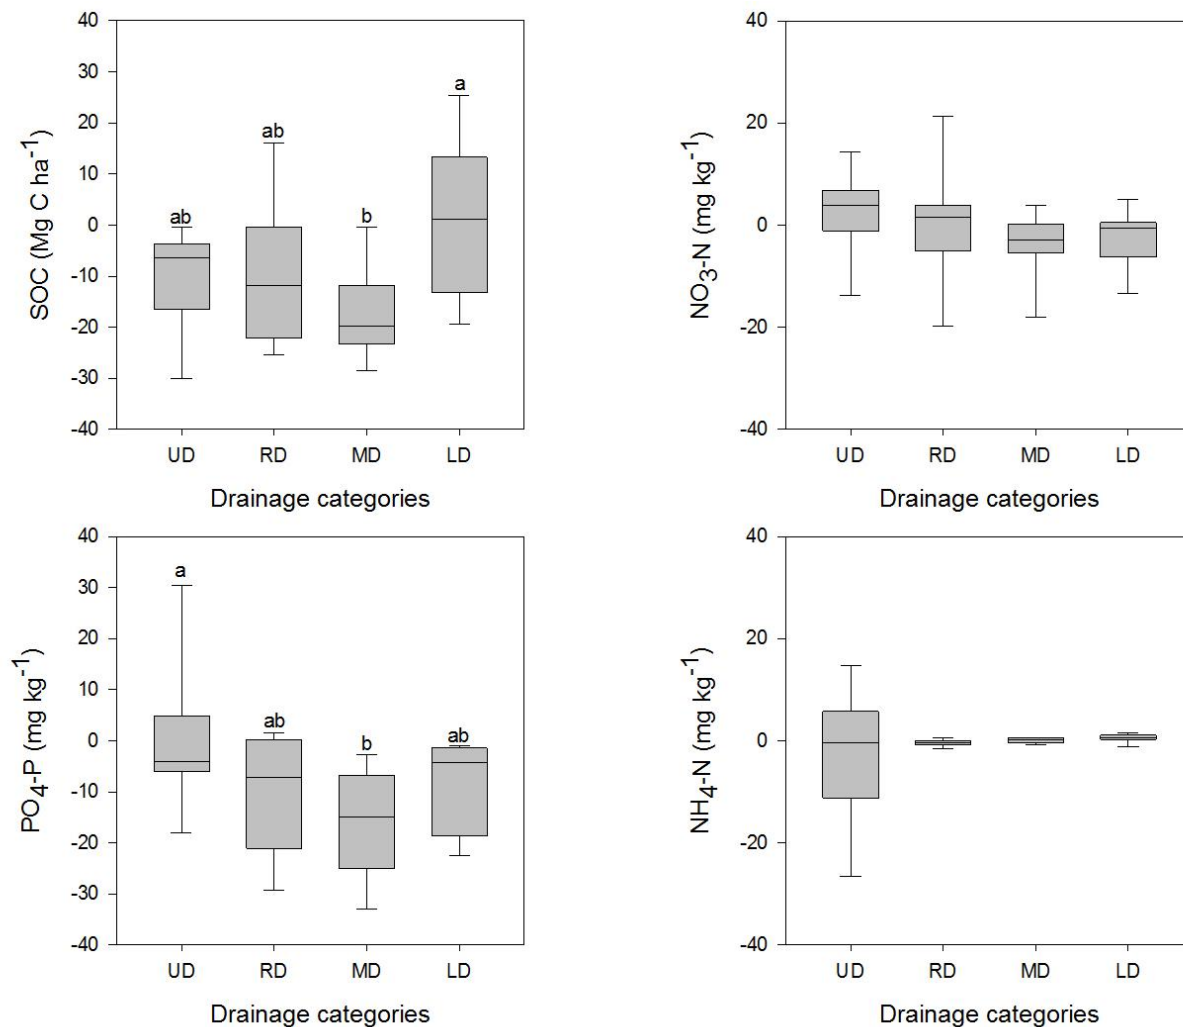 SOC (Mg C ha-1)
40
30
20
10
0
-10
-20
-30
-40
ab
ab
b
a
UD RD MD LD
Drainage categories
NO3-N (mg kg-1)
40
20
0
-20
-40
UD RD MD LD
Drainage categories
PO4-P (mg kg-1)
40
30
20
10
0
-10
-20
-30
-40
a
ab
b
ab
UD RD MD LD
Drainage categories
NH4-N (mg kg-1)
40
20
0
-20
-40
UD RD MD LD
Drainage categories